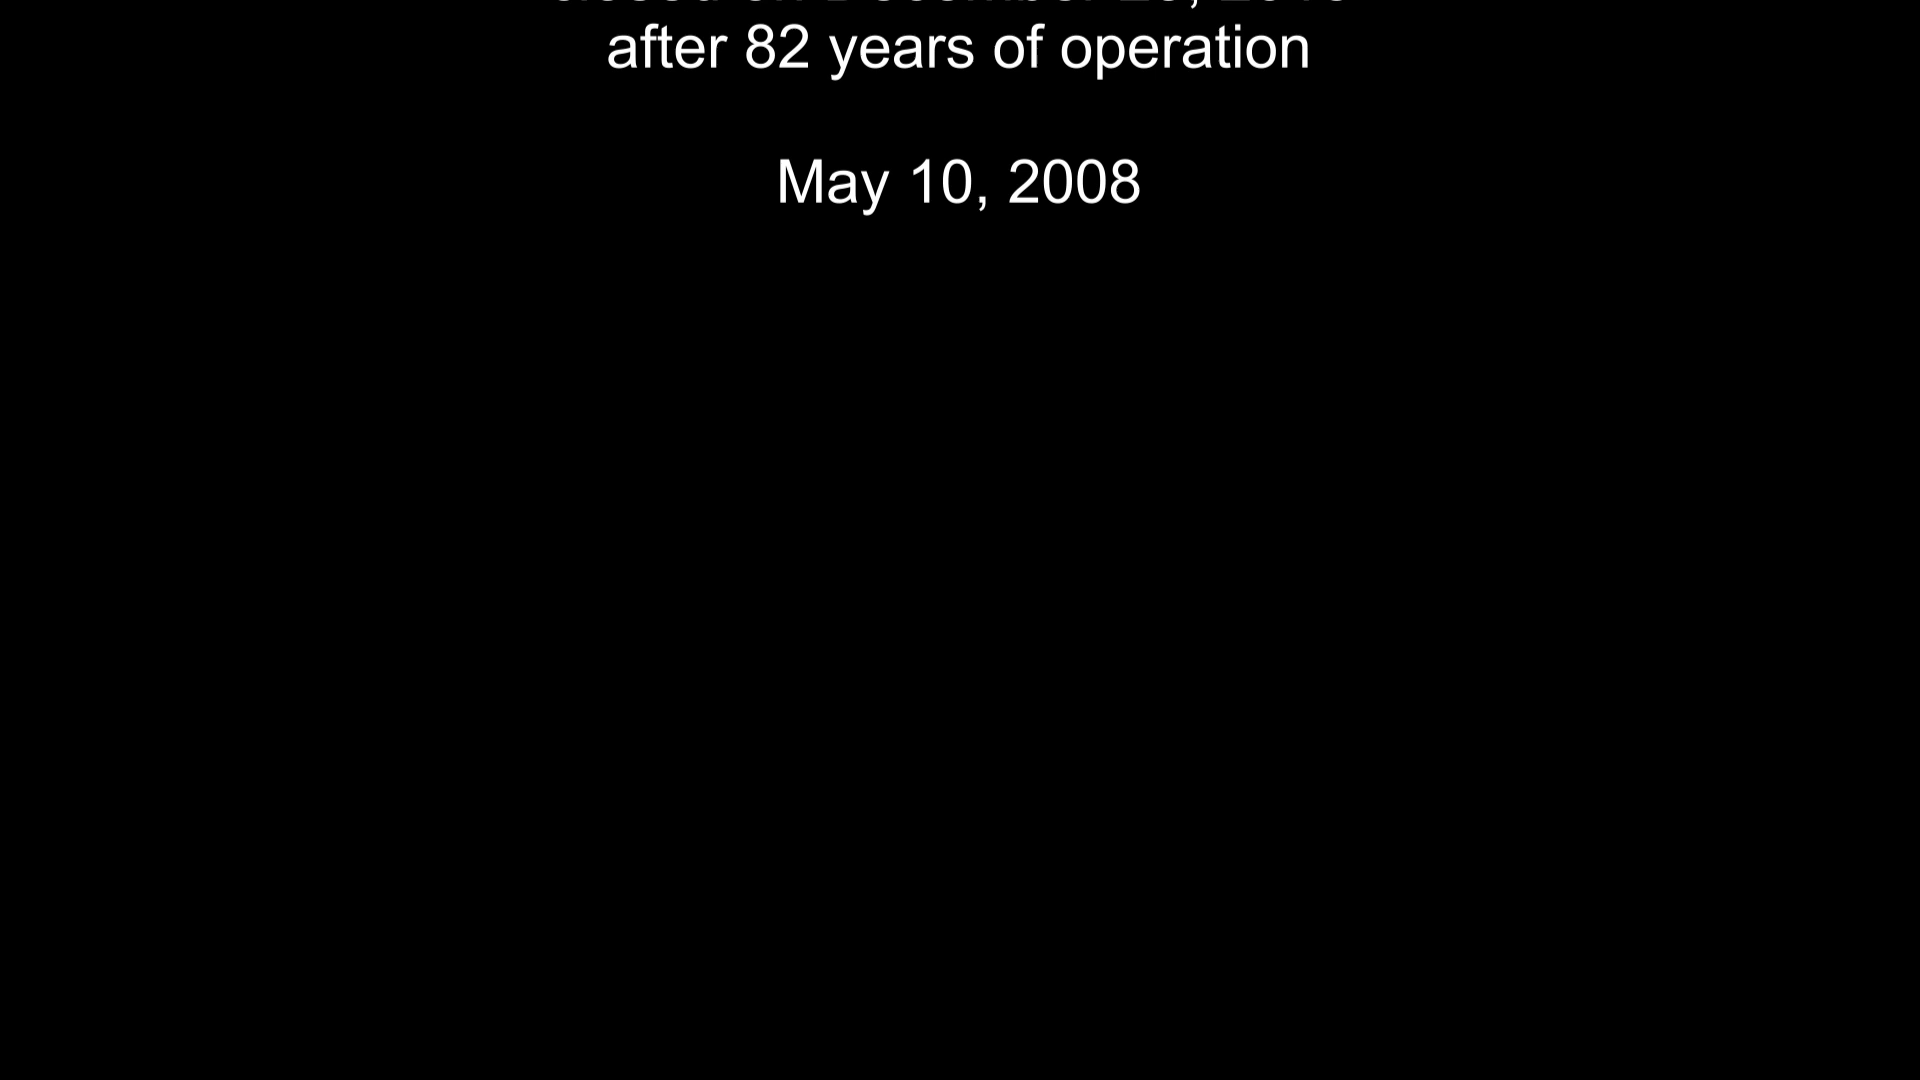 after 82 years of operation
May 10, 2008